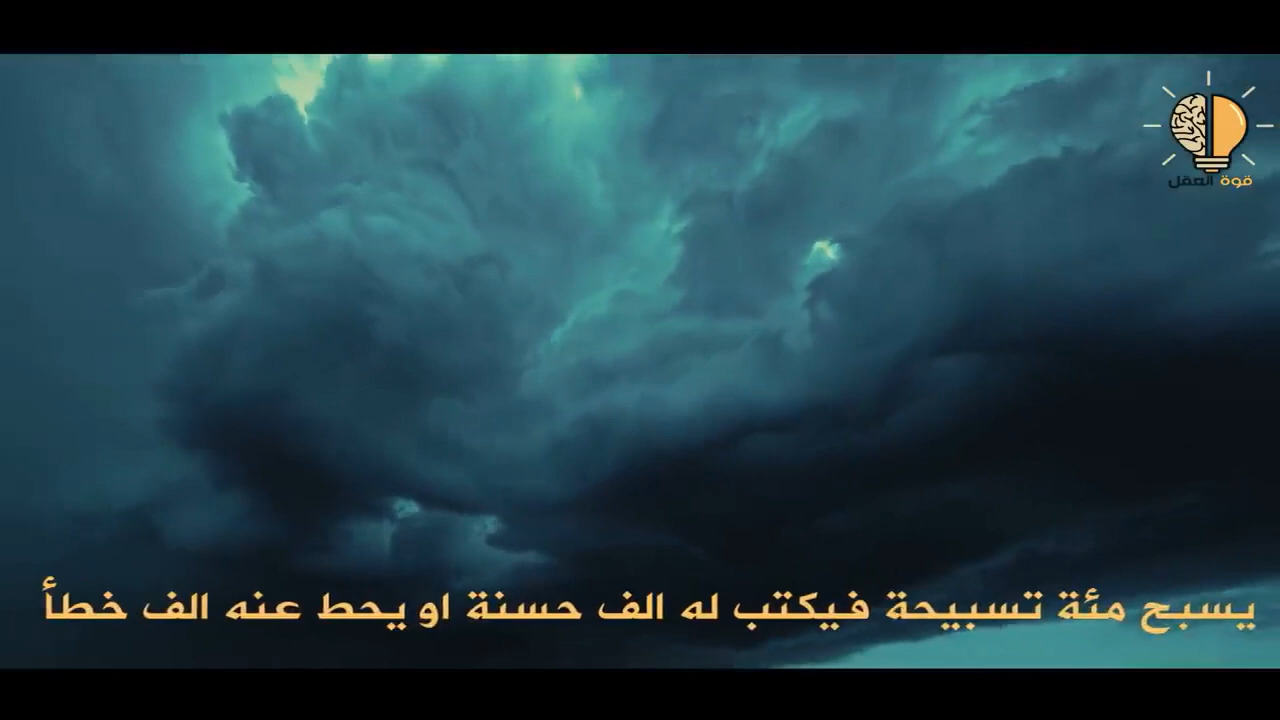 قوة العقل
يسبح مئة تسبيحة فيكتب له الف حسنة او يحط عنه الف خطأ